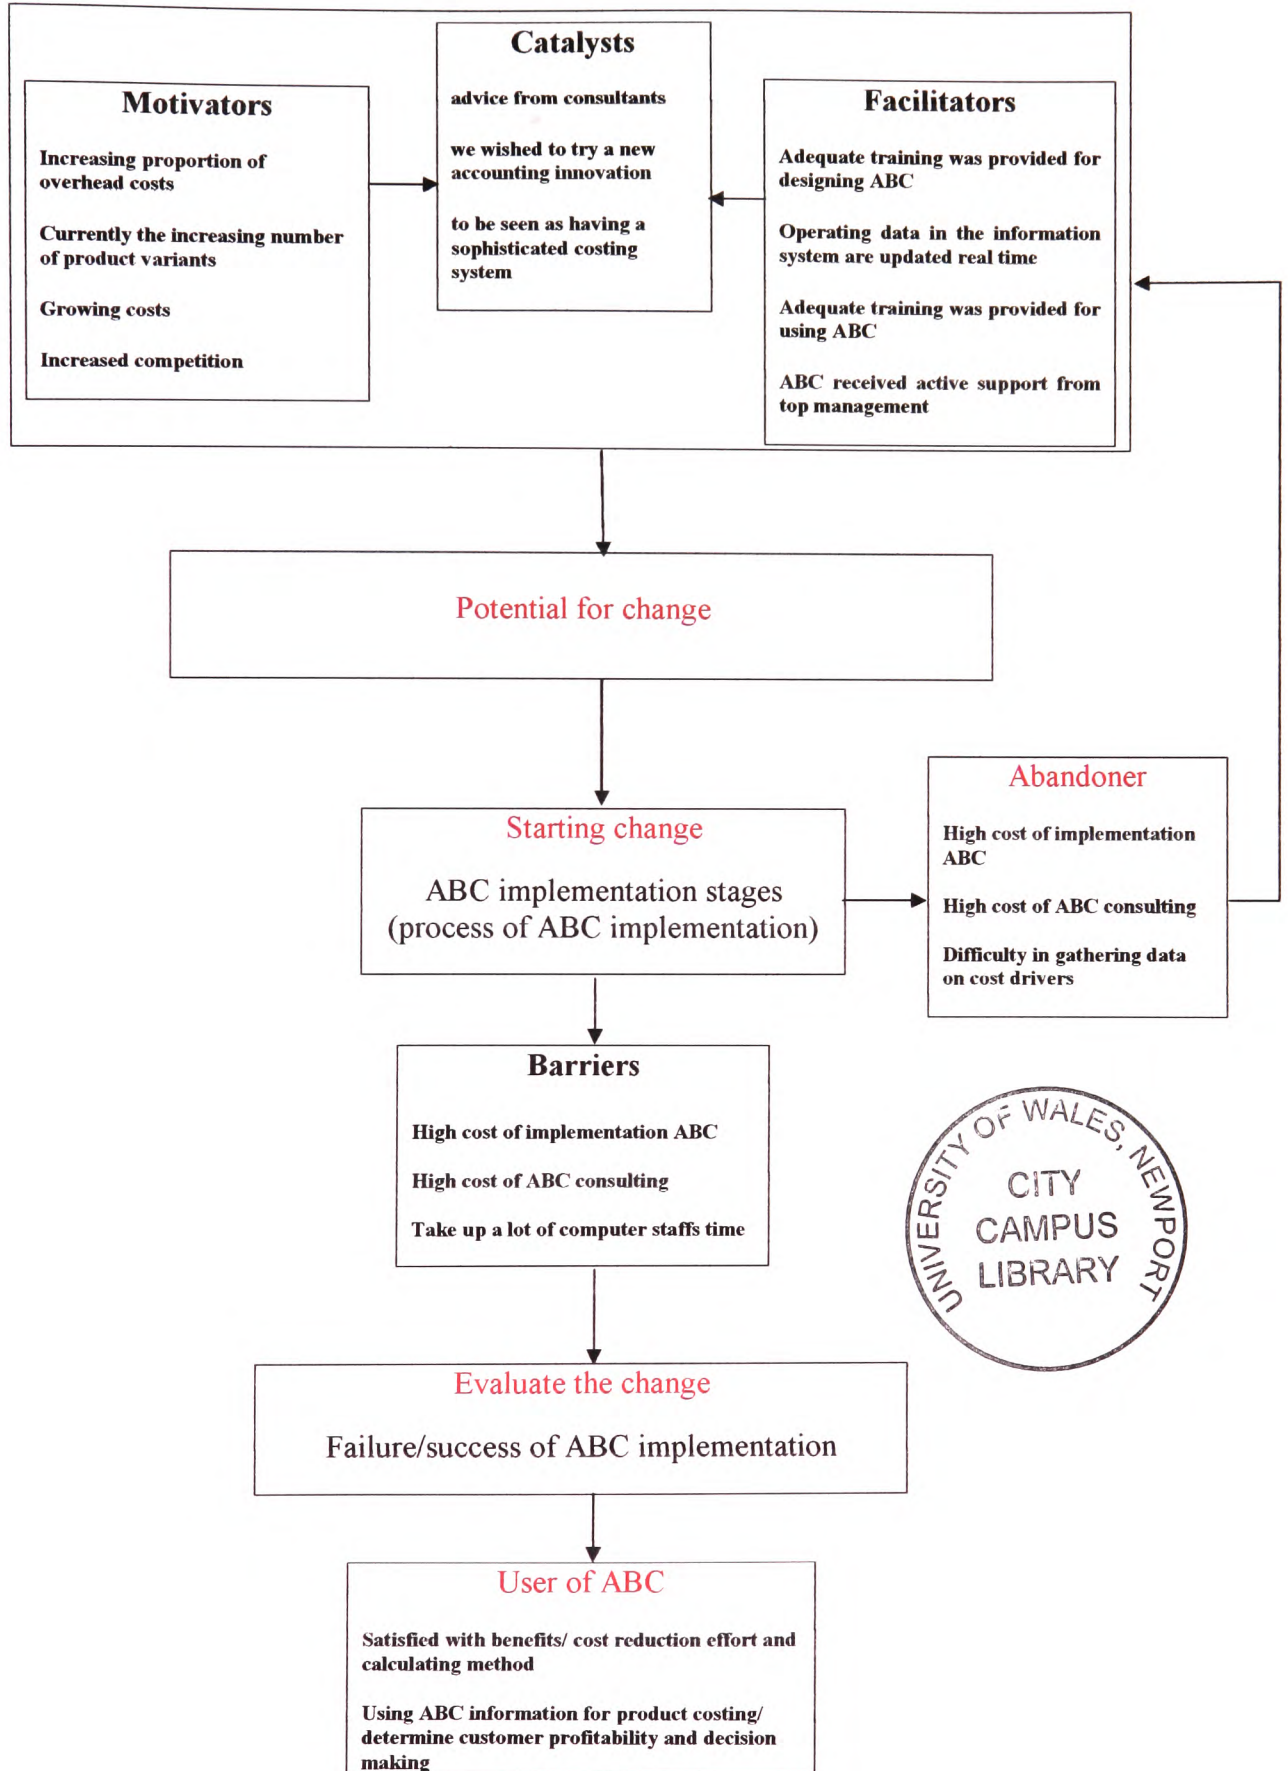 Catalysts
advice from consultants
we wished to try a new
accounting innovation
to be seen as having a
sophisticated costing
system
Motivators
Increasing proportion of
overhead costs
Currently the increasing number
of product variants
Growing costs
Increased competition
Facilitators
Adequate training was provided for
designing ABC
Operating data in the information
system are updated real time
Adequate training was provided for
using ABC
ABC received active support from
top management
Potential for change
Starting change
ABC implementation stages
(process of ABC implementation)
Abandoner
High cost of implementation
ABC
High cost of ABC consulting
Difficulty in gathering data
on cost drivers
Barriers
High cost of implementation ABC
High cost of ABC consulting
Take up a lot of computer staffs time
UNIVERSITY OF WALES, NEWPORT
CITY
CAMPUS
LIBRARY
Evaluate the change
Failure/success of ABC implementation
User of ABC
Satisfied with benefits/ cost reduction effort and
calculating method
Using ABC information for product costing/
determine customer profitability and decision
making